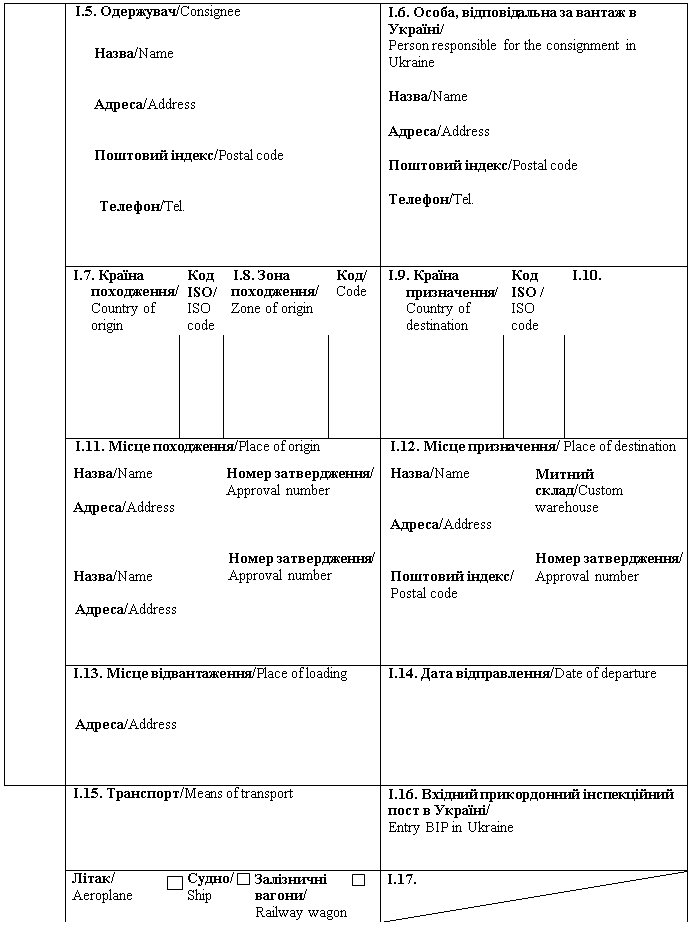 I.5. Одержувач/Consignee
Назва/Name
Адреса/Address
Поштовий індекс/Postal code
Телефон/Tel.
I.6. Особа, відповідальна за вантаж в
Україні/
Person responsible for the consignment in
Ukraine
Назва/Name
Адреса/Address
Поштовий індекс/Postal code
Телефон/Tel.
I.7. Країна
походження/
Country of
origin
Код
ISO/
ISO
code
I.8. Зона
походження/
Zone of origin
Код/
Code
I.9. Країна
призначення/
Country of
destination
Код
ISO /
ISO
code
I.10.
I.11. Місце походження/Place of origin
Назва/Name
Номер затвердження/
Approval number
Адреса/Address
Номер затвердження/
Approval number
Назва/Name
Адреса/Address
I.12. Місце призначення/ Place of destination
Назва/Name
Митний
склад/Custom
warehouse
Адреса/Address
Номер затвердження/
Approval number
Поштовий індекс/
Postal code
I.13. Місце відвантаження/Place of loading
Адреса/Address
I.14. Дата відправлення/Date of departure
I.15. Транспорт/Means of transport
I.16. Вхідний прикордонний інспекційний
пост в Україні/
Entry BIP in Ukraine
Літак/
Aeroplane
Судно/
Ship
Залізничні
вагони/
Railway wagon
I.17.